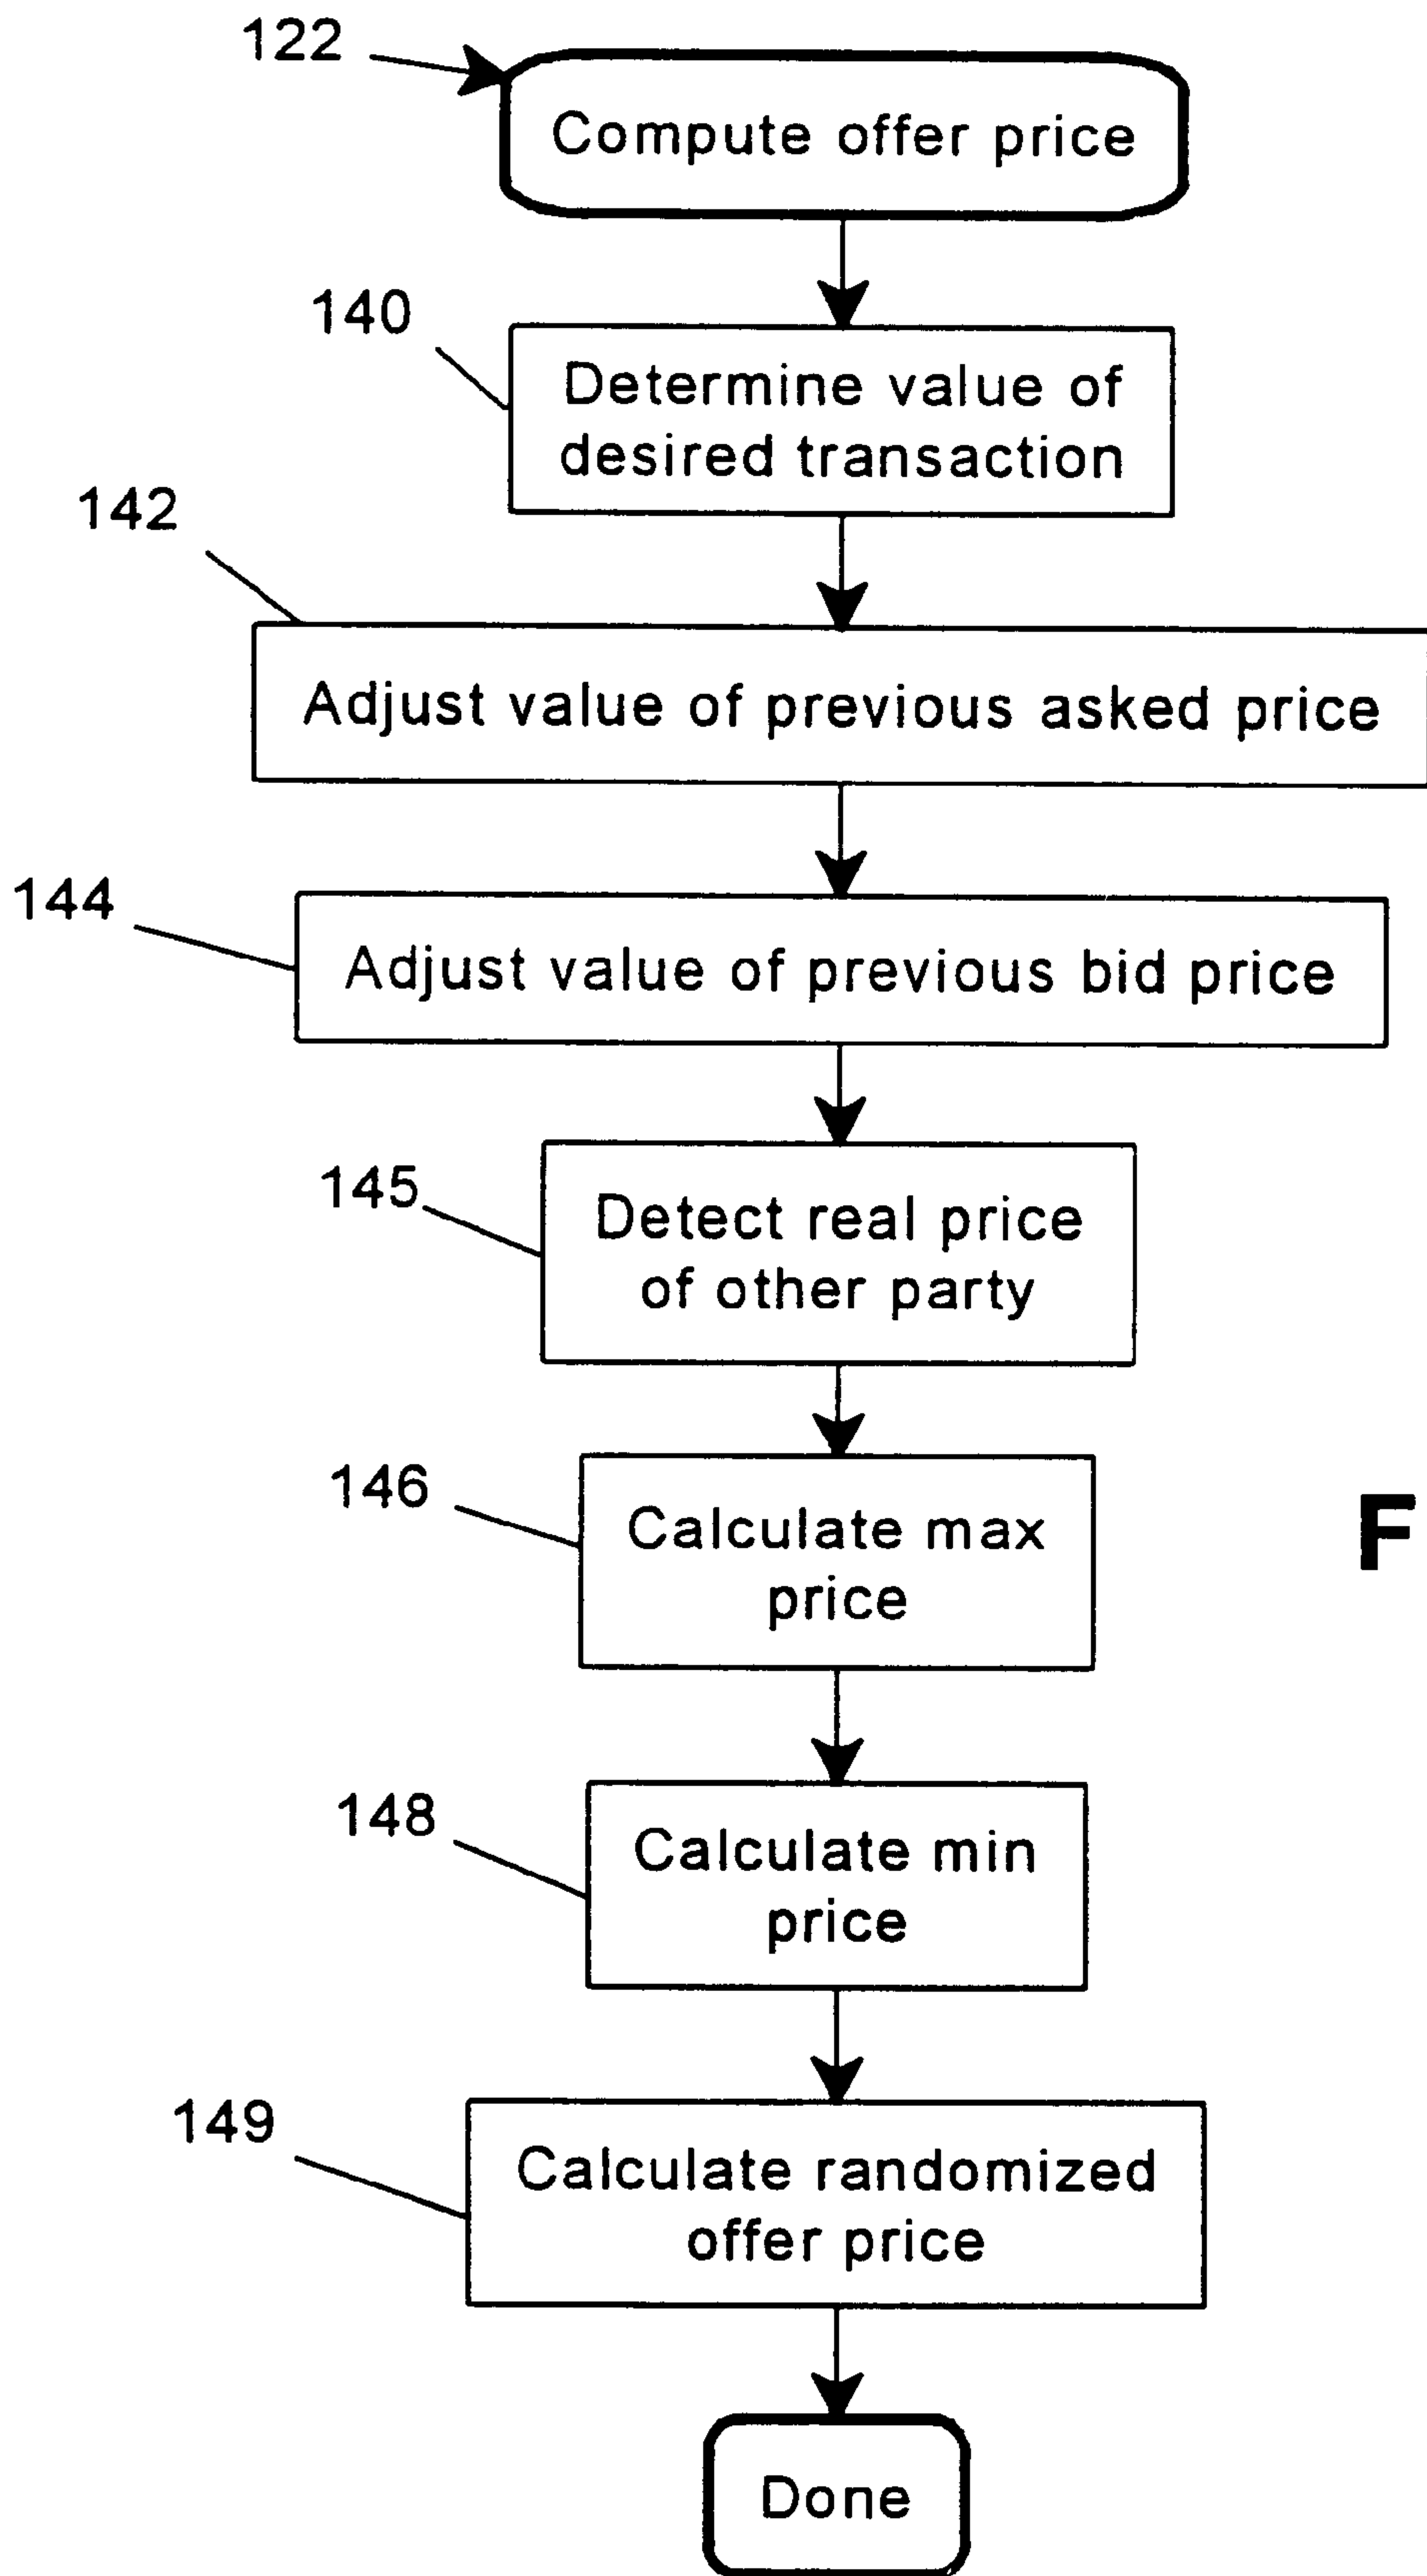 122
Compute offer price
140
Determine value of
desired transaction
142
Adjust value of previous asked price
144
Adjust value of previous bid price
145
Detect real price
of other party
146
Calculate max
price
F
148
Calculate min
price
149
Calculate randomized
offer price
Done